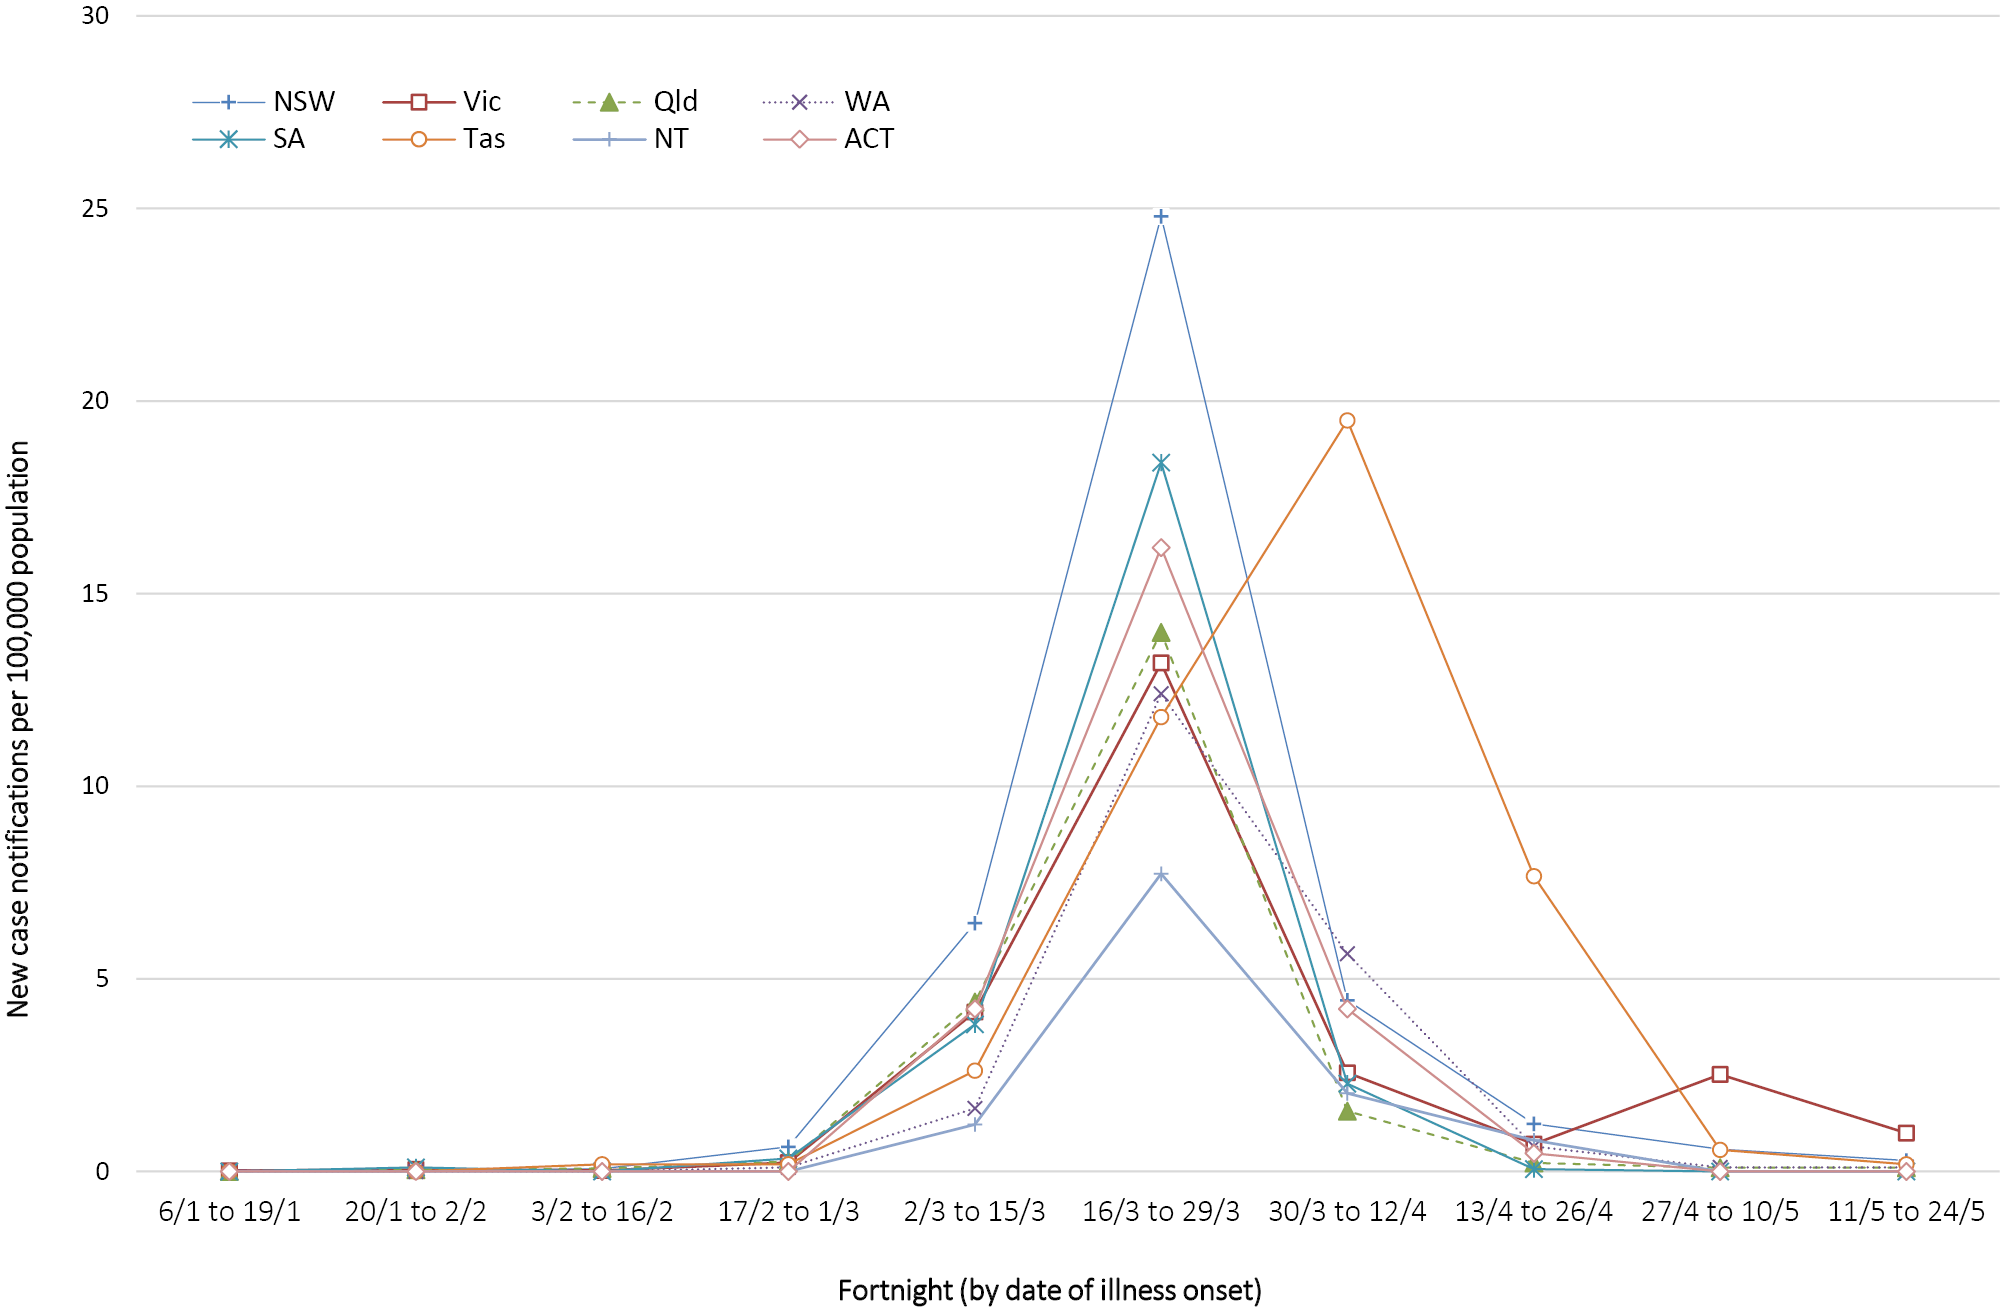 30
NSW Vic Qld WA
SA Tas NT ACT
25
20
15
10
5
0
New case notifications per 100,000 population
6/1 to 19/1 20/1 to 2/2 3/2 to 16/2 17/2 to 1/3 2/3 to 15/3 16/3 to 29/3 30/3 to 12/4 13/4 to 26/4 27/4 to 10/5 11/5 to 24/5
Fortnight (by date of illness onset)